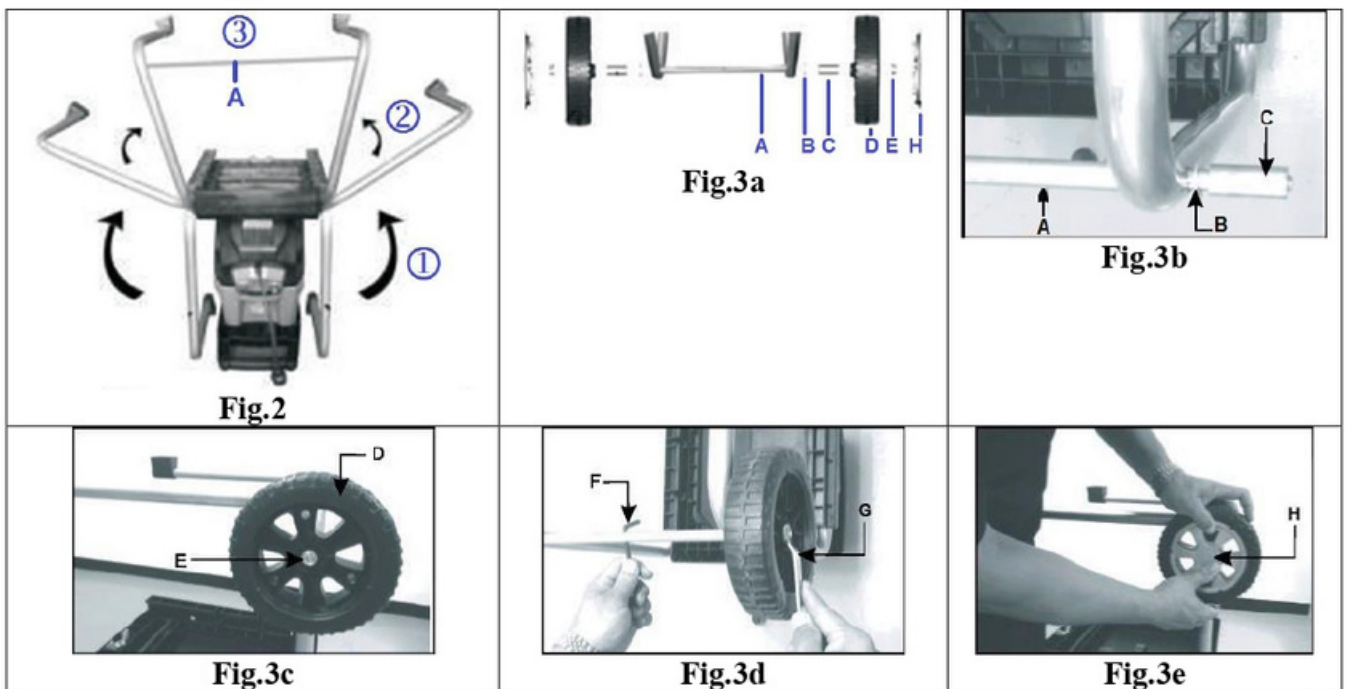 ③
A
②
①
Fig.2
A B C D E H
Fig.3a
C
A
B
Fig.3b
D
E
Fig.3c
F
G
Fig.3d
H
Fig.3e